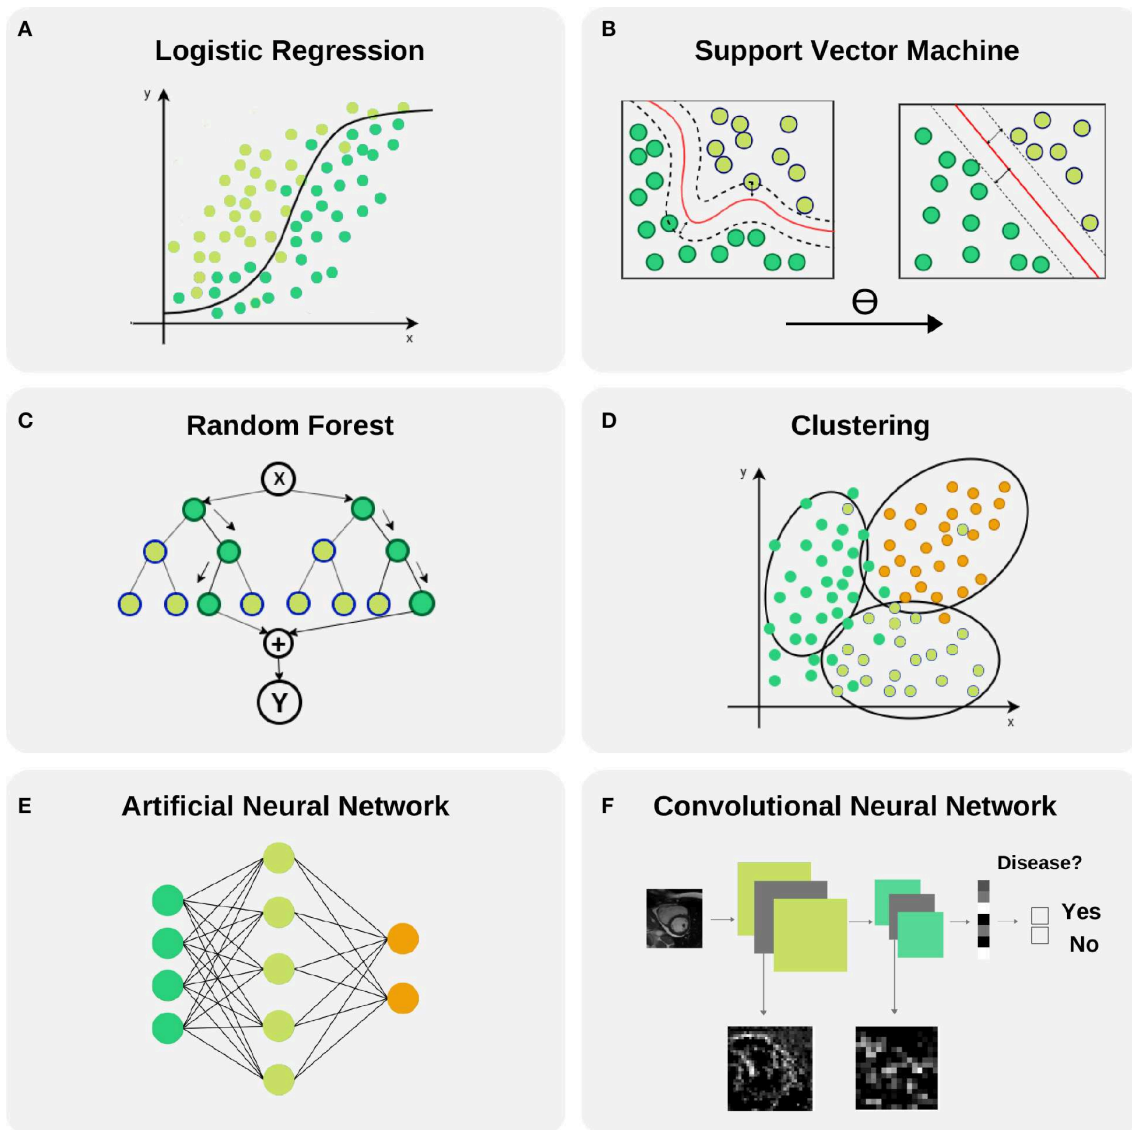 A
Logistic Regression
y
x
B
Support Vector Machine
Ɵ
C
Random Forest
X
+
Y
D
Clustering
y
x
E
Artificial Neural Network
F
Convolutional Neural Network
Disease?
Yes
No